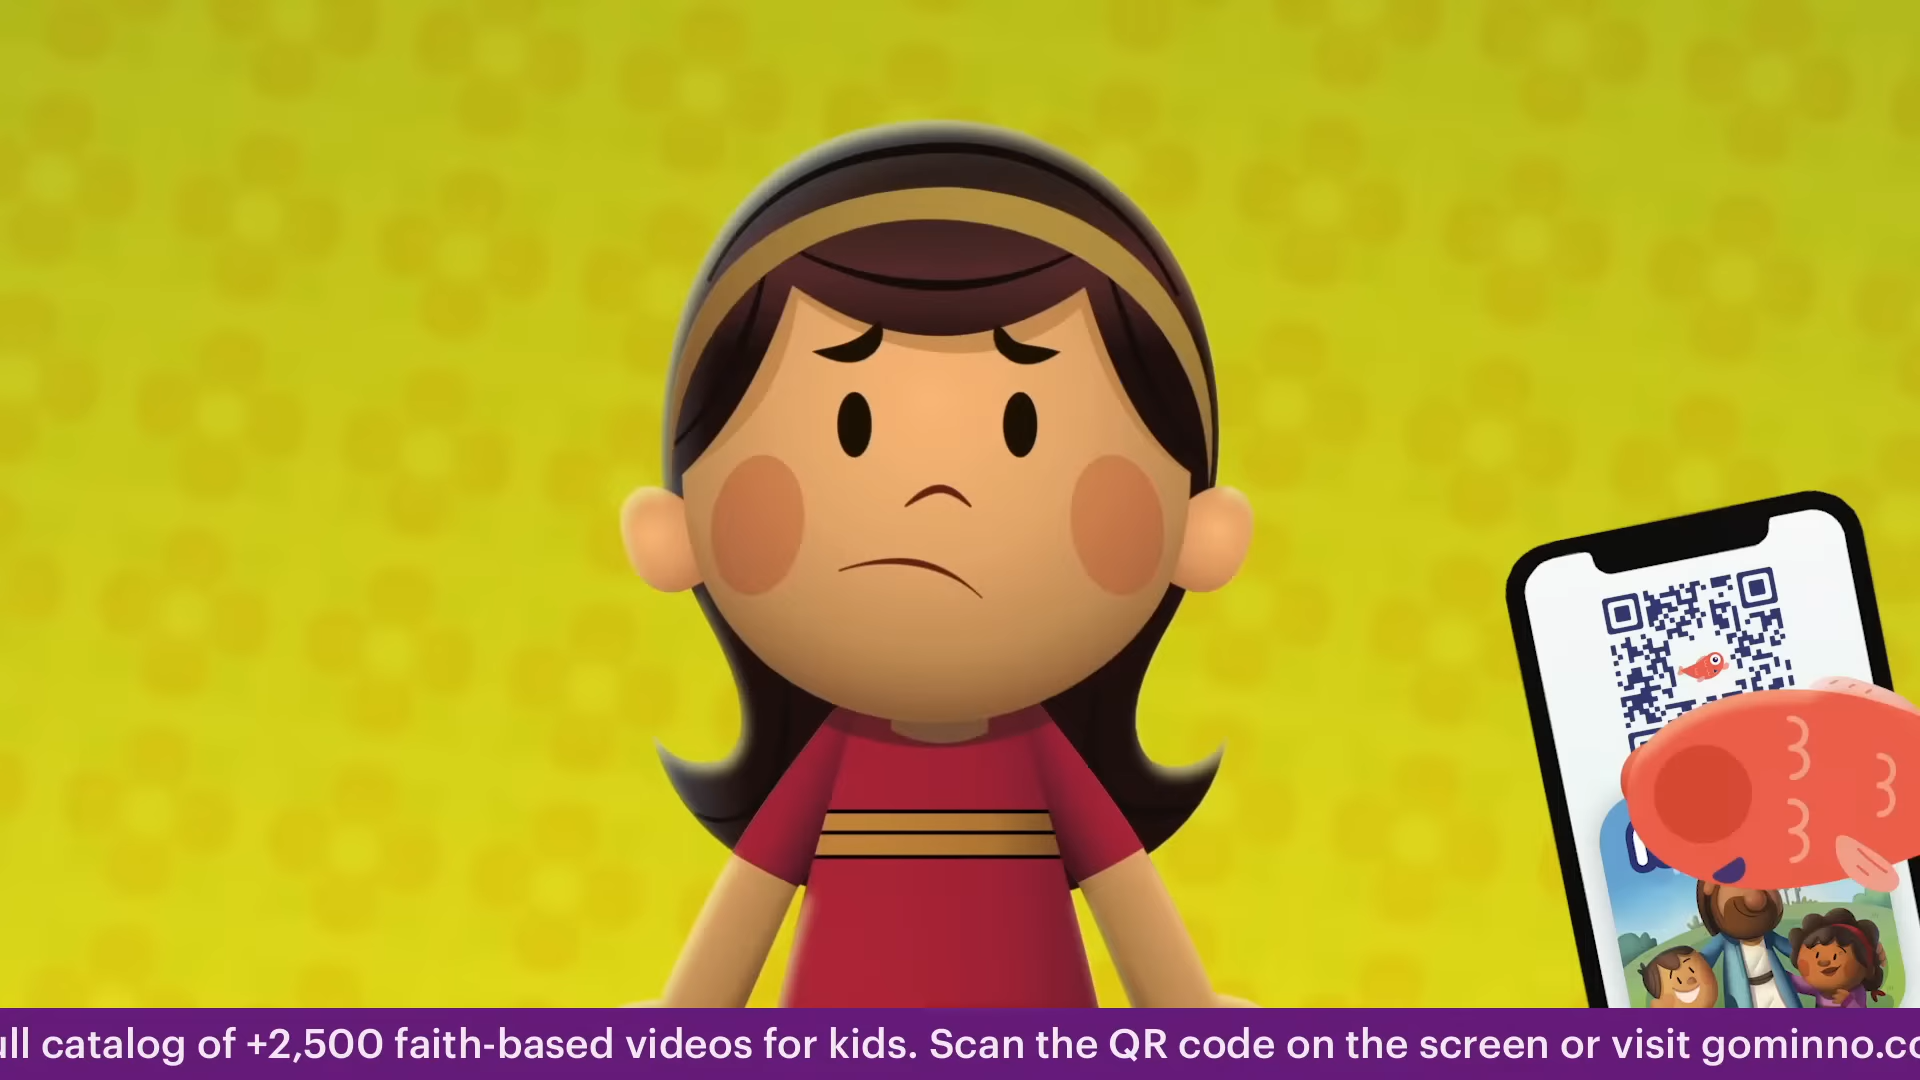 ll catalog of +2,500 faith-based videos for kids. Scan the QR code on the screen or visit gominno.co